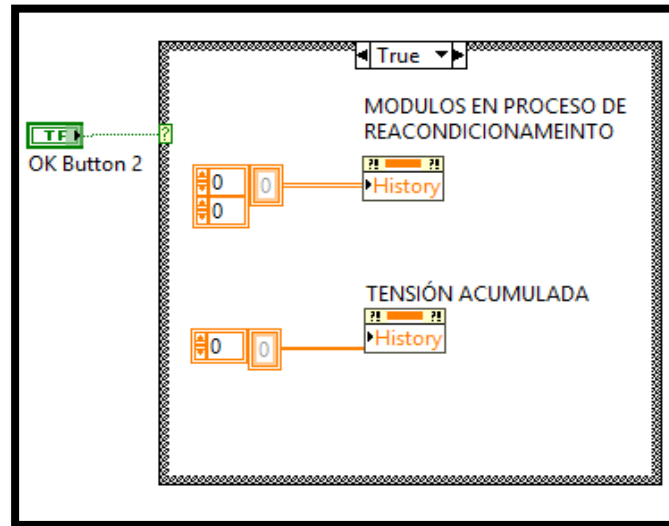 True
MODULOS EN PROCESO DE
REACONDICIONAMEINTO
TF
?
OK Button 2
?! ?!
0 0
History
0
TENSIÓN ACUMULADA
?! ?!
0 0
History